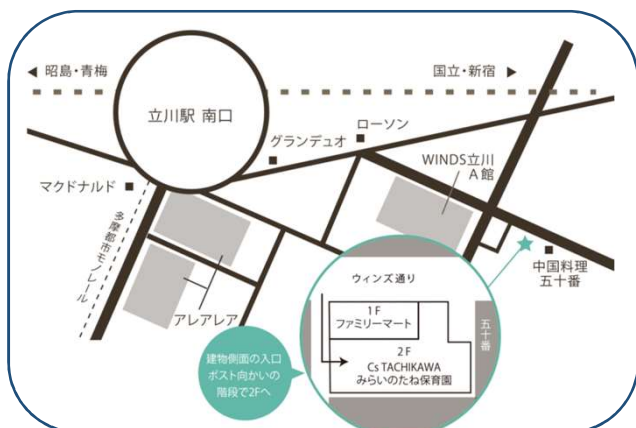 ◀ 昭島・青梅
国立・新宿 ▶
立川駅 南口
ローソン
グランデュオ
WINDS立川
A館
マクドナルド
多摩都市モノレール
アレアレア
中国料理
五十番
ウィンズ通り
1F
ファミリーマート
五十番
2F
Cs TACHIKAWA
みらいのたね保育園
建物側面の入口
ポスト向かいの
階段で2Fへ